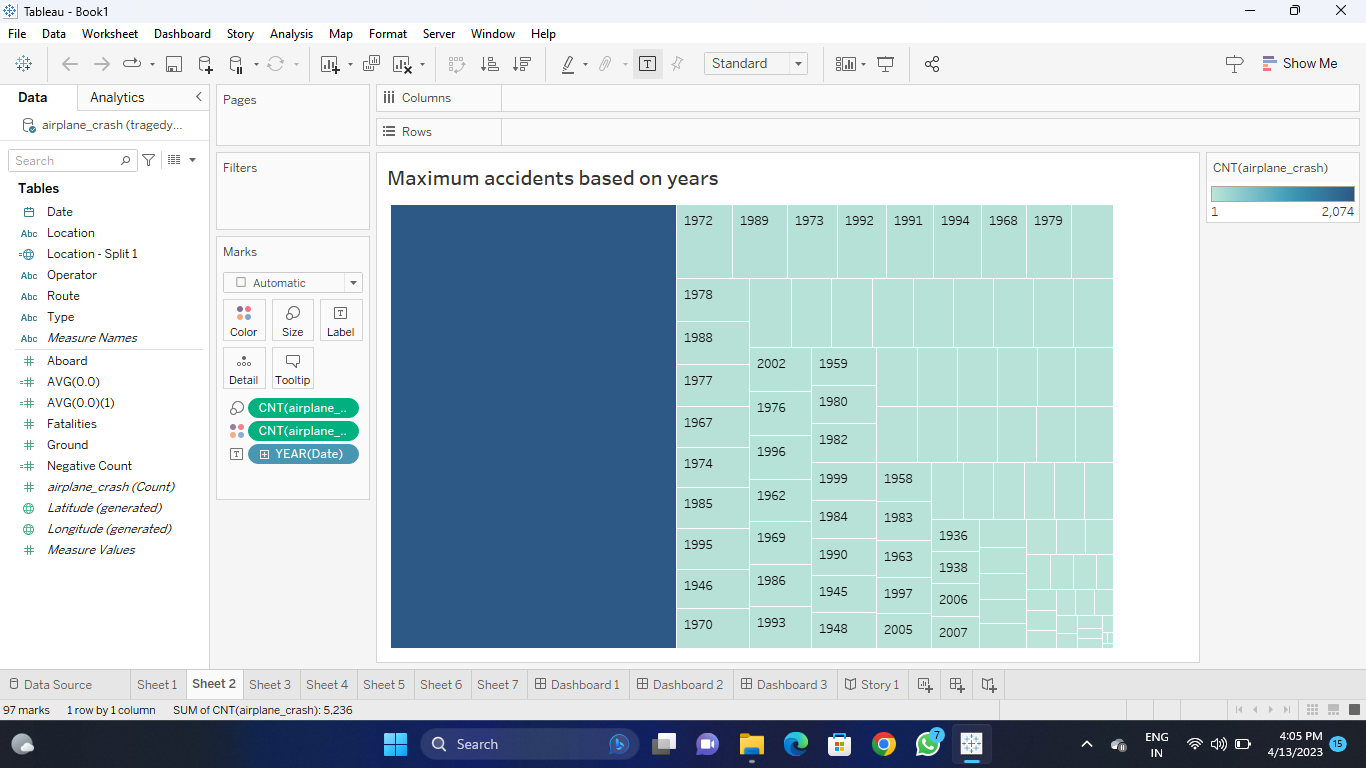 Tableau - Book1
File Data Worksheet Dashboard Story Analysis Map Format Server Window Help
Standard
Show Me
Data Analytics
airplane_crash (tragedy...
Search
Tables
Date
Abc Location
Location - Split 1
Abc Operator
Abc Route
Abc Type
Abc Measure Names
Aboard
AVG(0.0)
AVG(0.0)(1)
Fatalities
Ground
Negative Count
airplane_crash (Count)
Latitude (generated)
Longitude (generated)
Measure Values
Pages
Filters
Marks
Automatic
Color Size Label
Detail Tooltip
CNT(airplane_..
CNT(airplane_..
YEAR(Date)
Columns
Rows
Maximum accidents based on years
1972 1989 1973 1992 1991 1994 1968 1979
1978
1988
1977
1967
1974
1985
1995
1946
1970
2002
1976
1996
1962
1969
1986
1993
1959
1980
1982
1999
1984
1990
1945
1948
1958
1983
1963
1997
2005
1936
1938
2006
2007
CNT(airplane_crash)
1 2,074
Data Source Sheet 1 Sheet 2 Sheet 3 Sheet 4 Sheet 5 Sheet 6 Sheet 7 Dashboard 1 Dashboard 2 Dashboard 3 Story 1
97 marks 1 row by 1 column SUM of CNT(airplane_crash): 5,236
Search
7
ENG
IN
4:05 PM
4/13/2023
15